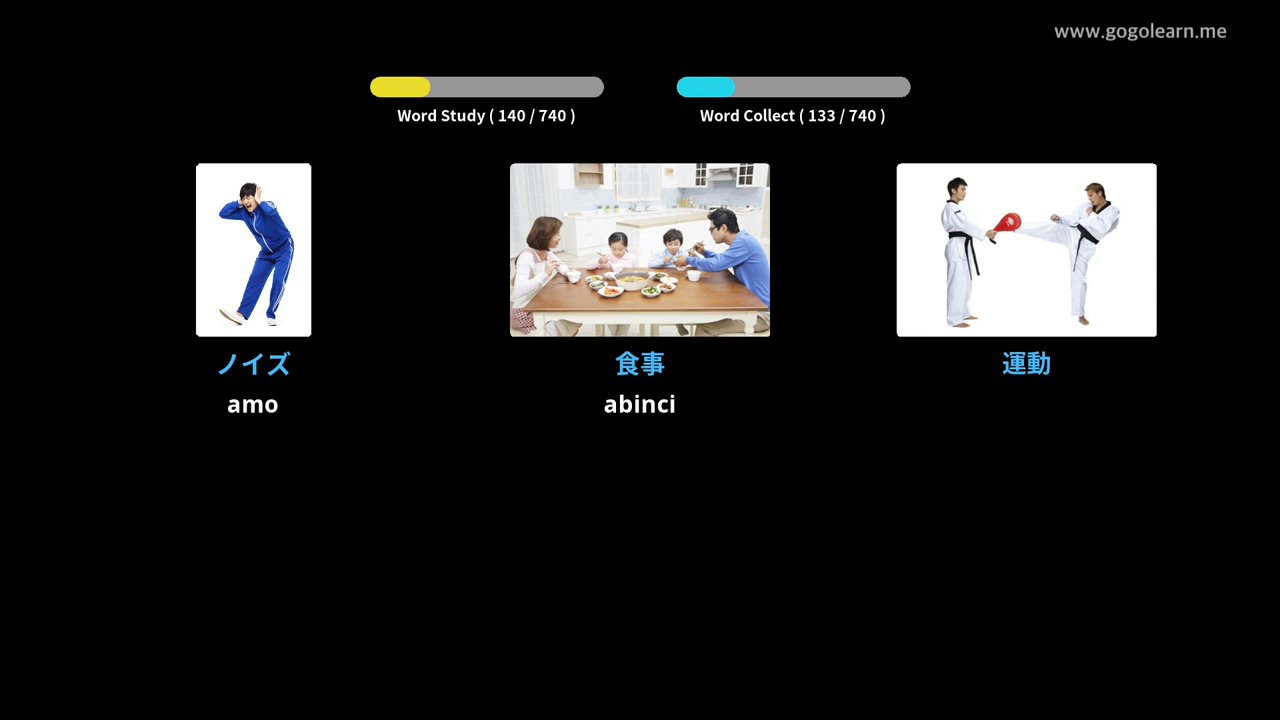 www.gogolearn.me
Word Study ( 140 / 740 )
Word Collect ( 133 / 740 )
ノイズ
食事
運動
amo
abinci